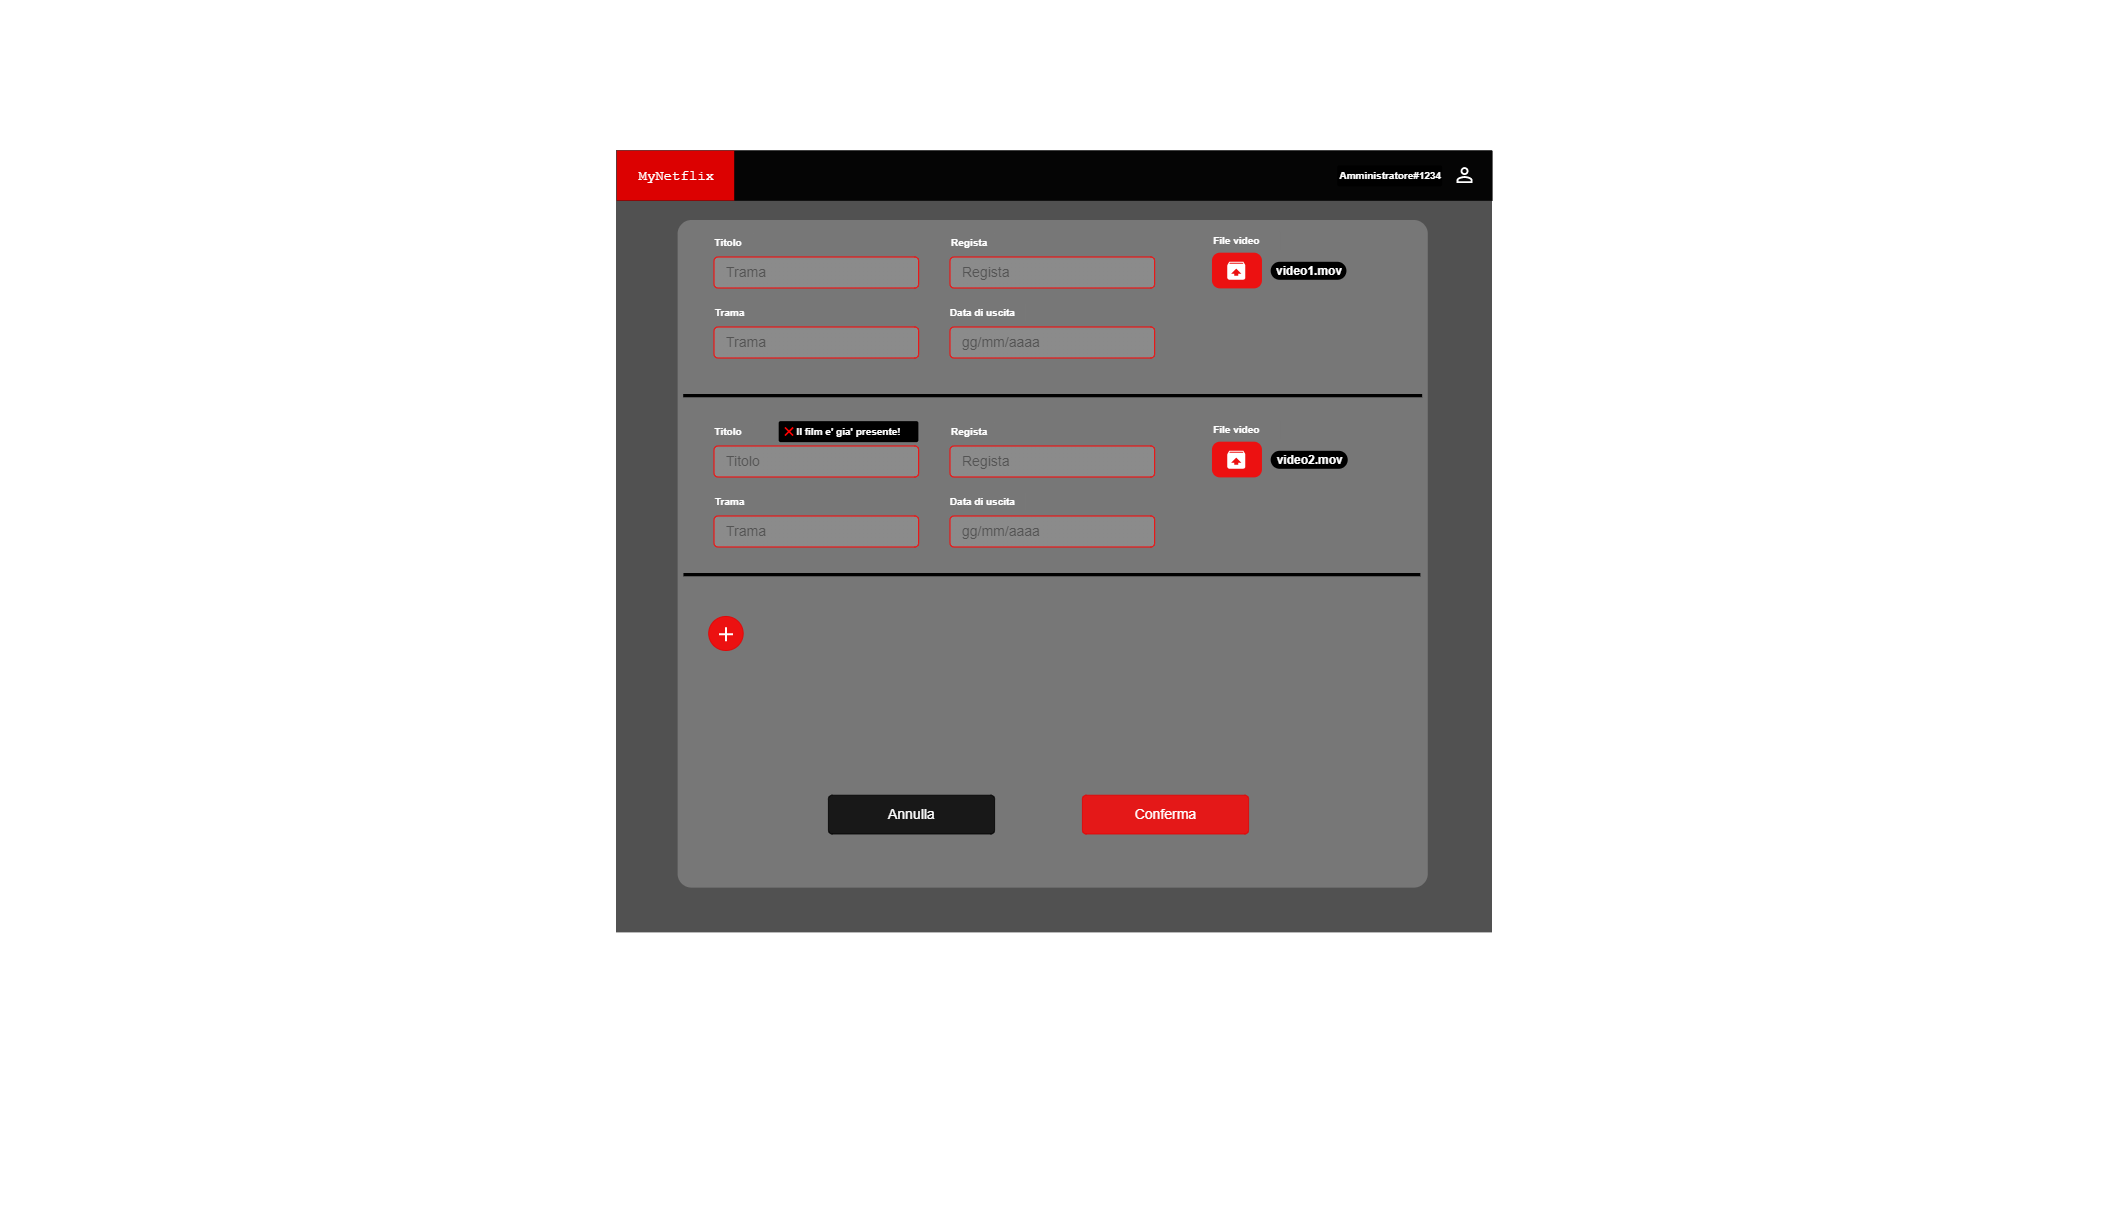 MyNetflix
Amministratore#1234
Titolo
Regista
File video
Trama
Regista
video1.mov
Trama
Data di uscita
Trama
gg/mm/aaaa
Titolo
Il film e' gia' presente!
Regista
File video
Titolo
Regista
video2.mov
Trama
Data di uscita
Trama
gg/mm/aaaa
Annulla
Conferma